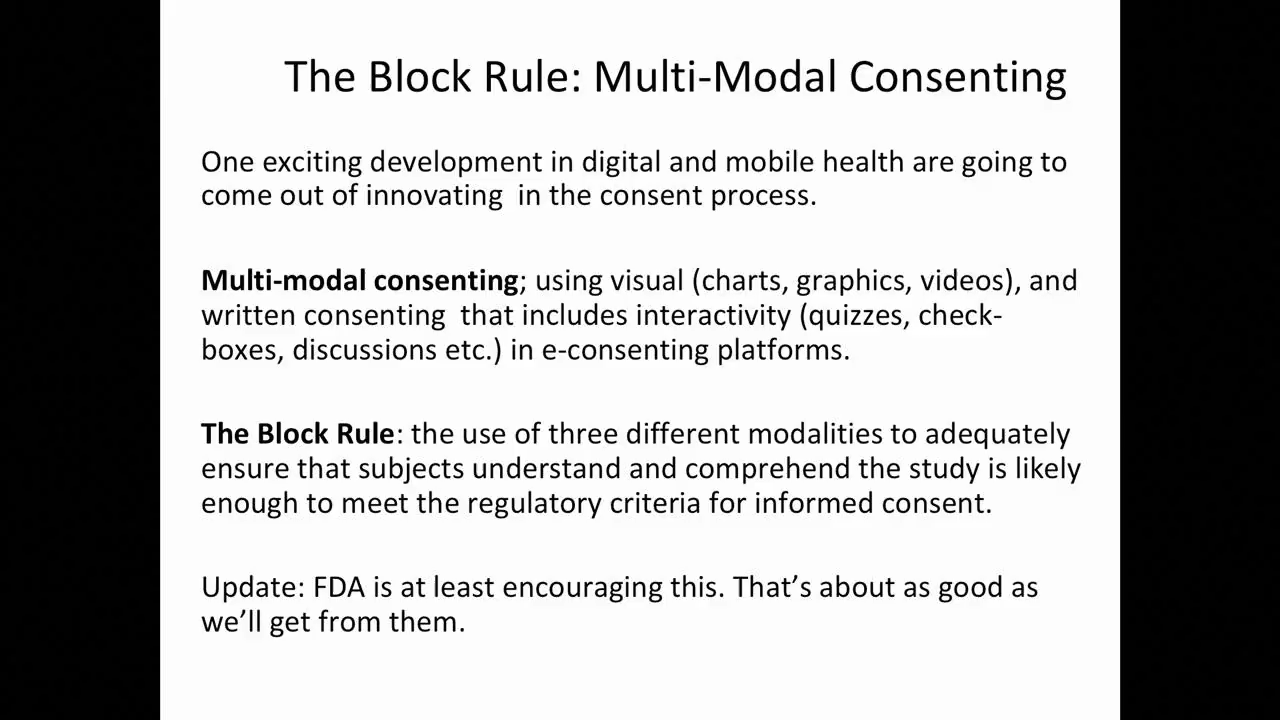 The Block Rule: Multi-Modal Consenting
One exciting development in digital and mobile health are going to
come out of innovating  in the consent process.
Multi-modal consenting; using visual (charts, graphics, videos), and
written consenting  that includes interactivity (quizzes, check-
boxes, discussions etc.) in e-consenting platforms.
The Block Rule: the use of three different modalities to adequately
ensure that subjects understand and comprehend the study is likely
enough to meet the regulatory criteria for informed consent.
Update: FDA is at least encouraging this. That’s about as good as
we’ll get from them.